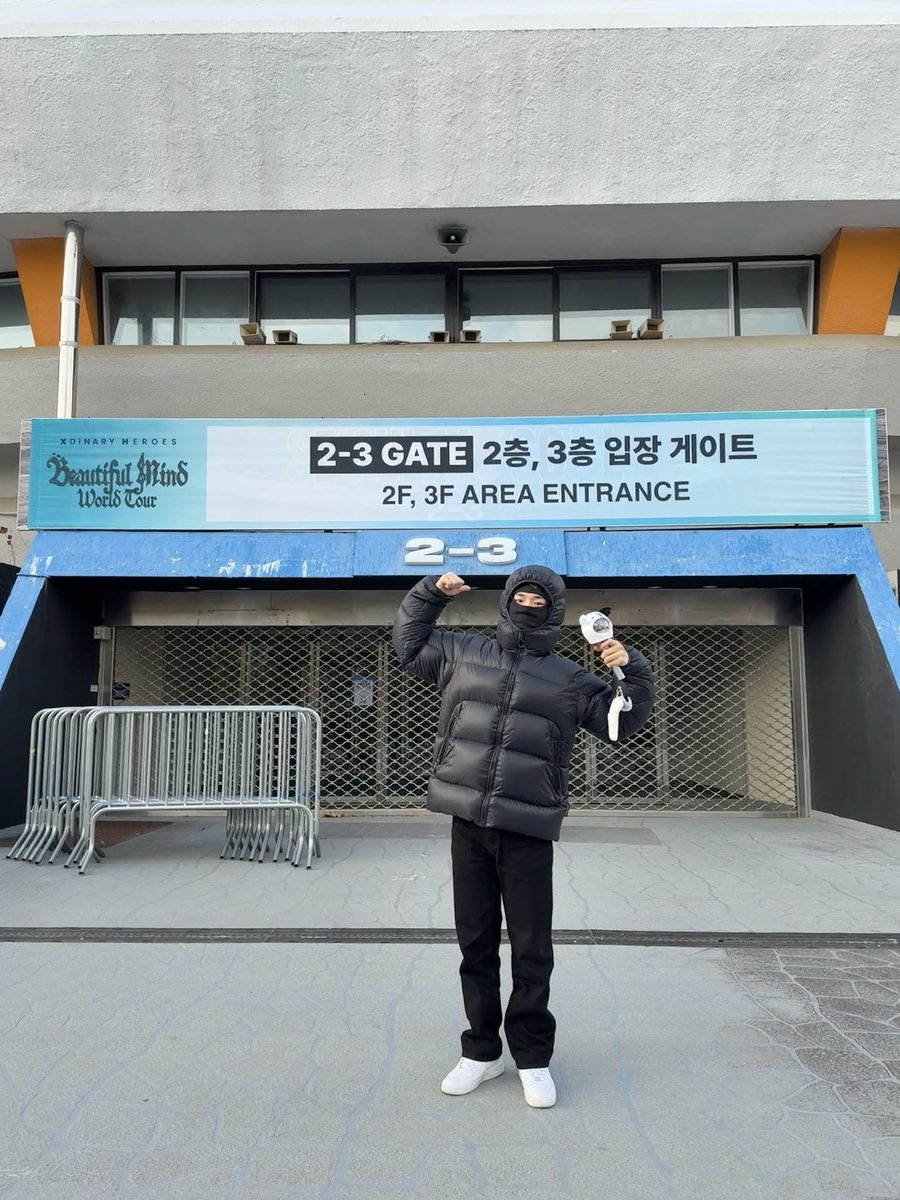 XDINARY HEROES
Beautiful Mind
World Tour
2-3 GATE 2층, 3층 입장 게이트
2F, 3F AREA ENTRANCE
2-3